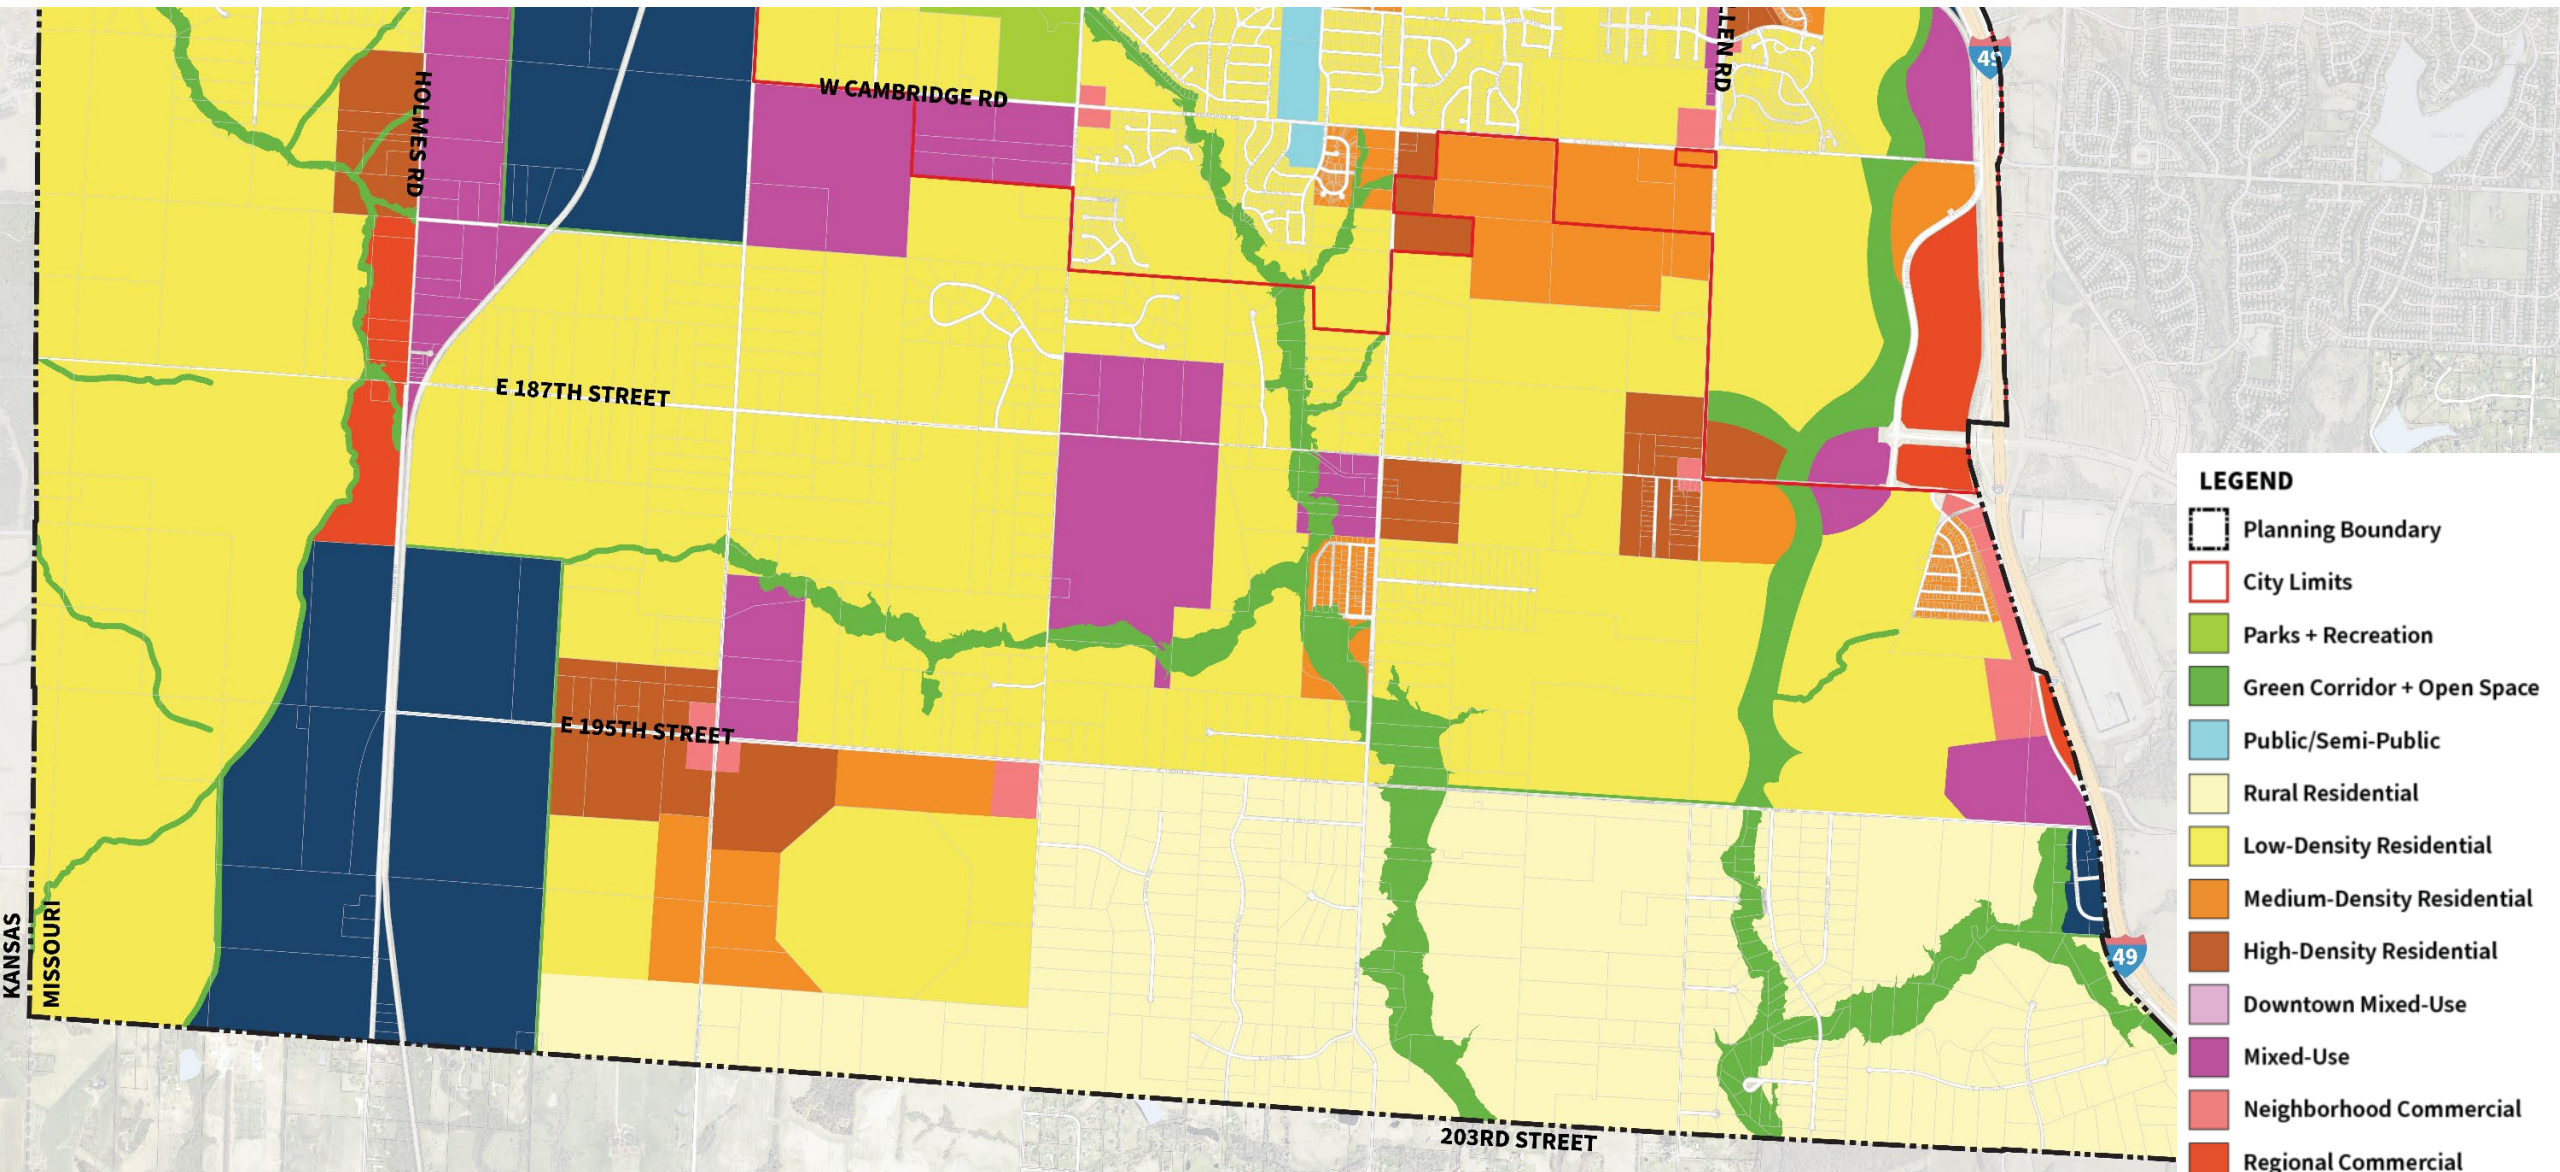 49
HOLMES RD
LEN RD
W CAMBRIDGE RD
E 187TH STREET
E 195TH STREET
KANSAS
MISSOURI
49
203RD STREET
LEGEND
Planning Boundary
City Limits
Parks + Recreation
Green Corridor + Open Space
Public/Semi-Public
Rural Residential
Low-Density Residential
Medium-Density Residential
High-Density Residential
Downtown Mixed-Use
Mixed-Use
Neighborhood Commercial
Regional Commercial